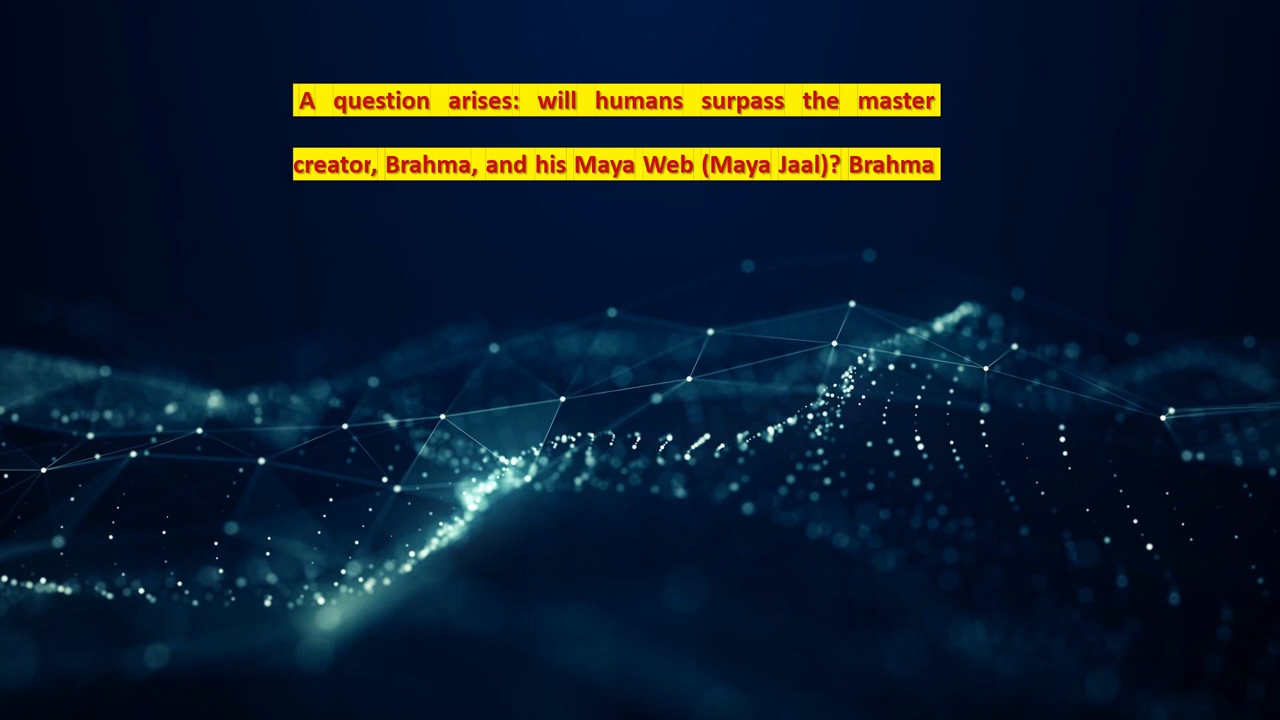 A question arises: will humans surpass the master
creator, Brahma, and his Maya Web (Maya Jaal)? Brahma